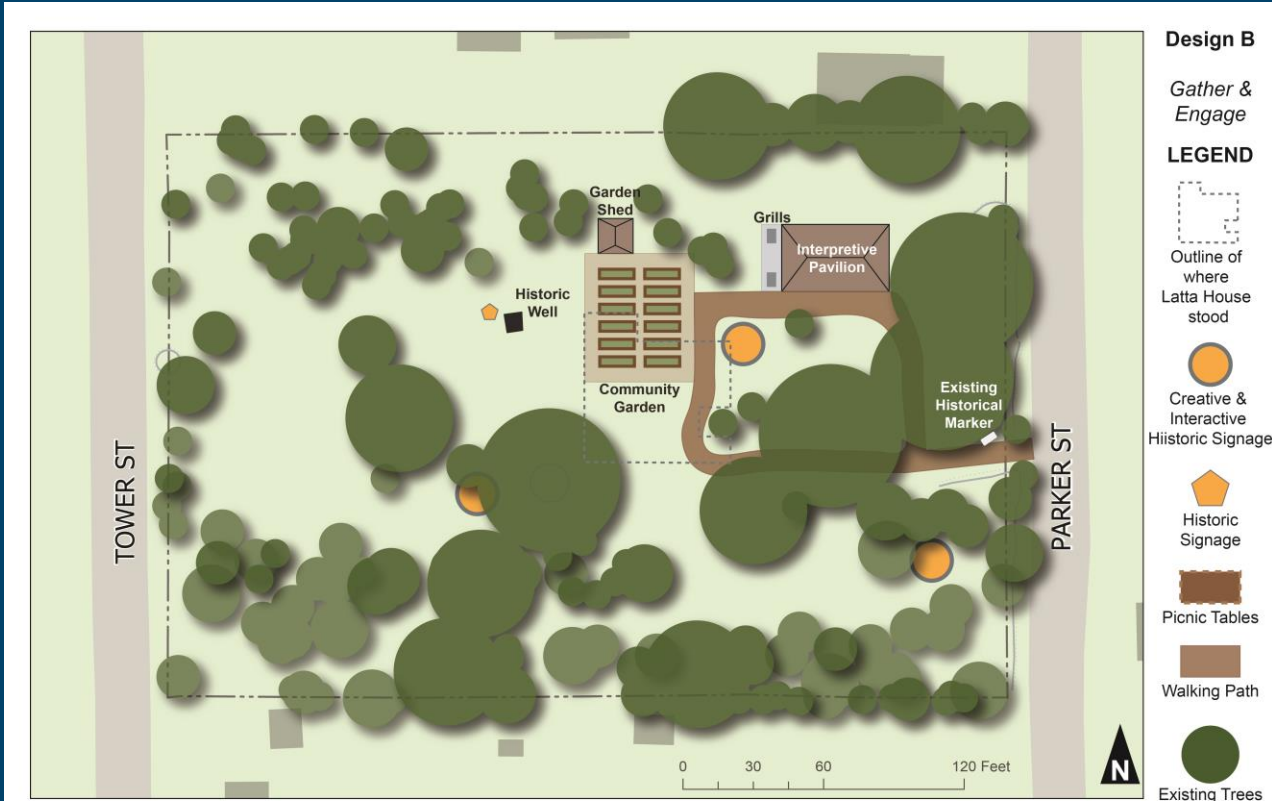 Design B
Gather &
Engage
LEGEND
Outline of
where
Latta House
stood
Creative &
Interactive
Hiistoric Signage
Historic
Signage
Picnic Tables
Walking Path
Existing Trees
TOWER ST
PARKER ST
Garden
Shed
Grills
Interpretive
Pavilion
Historic
Well
Community
Garden
Existing
Historical
Marker
0 30 60 120 Feet
N